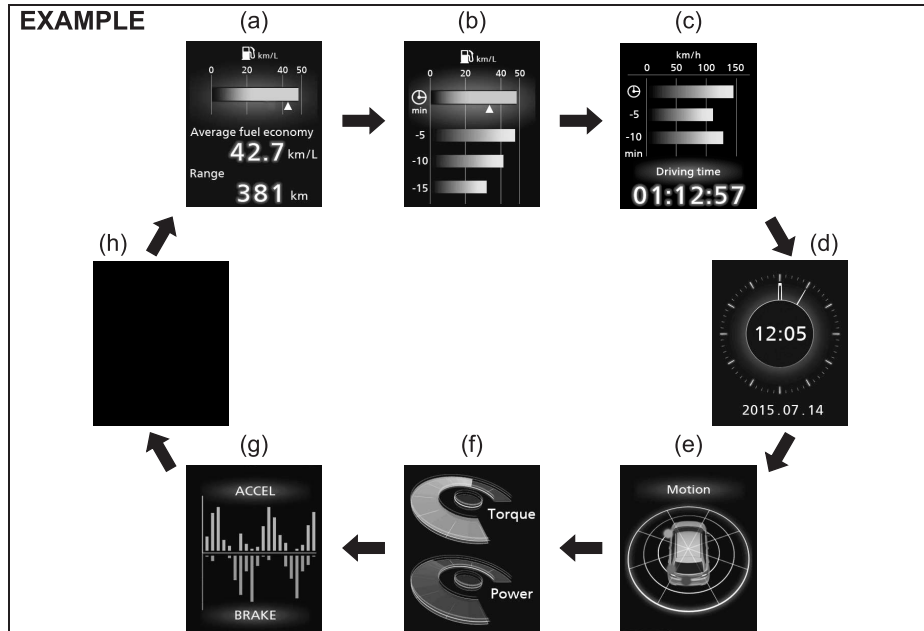 EXAMPLE
(a)
km/L
0 20 40 50
Average fuel economy
42.7 km/L
Range
381 km
(b)
km/L
0 20 40 50
min
-5
-10
-15
(c)
km/h
0 50 100 150
-5
-10
min
Driving time
01:12:57
(d)
12:05
2015.07.14
(e)
Motion
(f)
Torque
Power
(g)
ACCEL
BRAKE
(h)